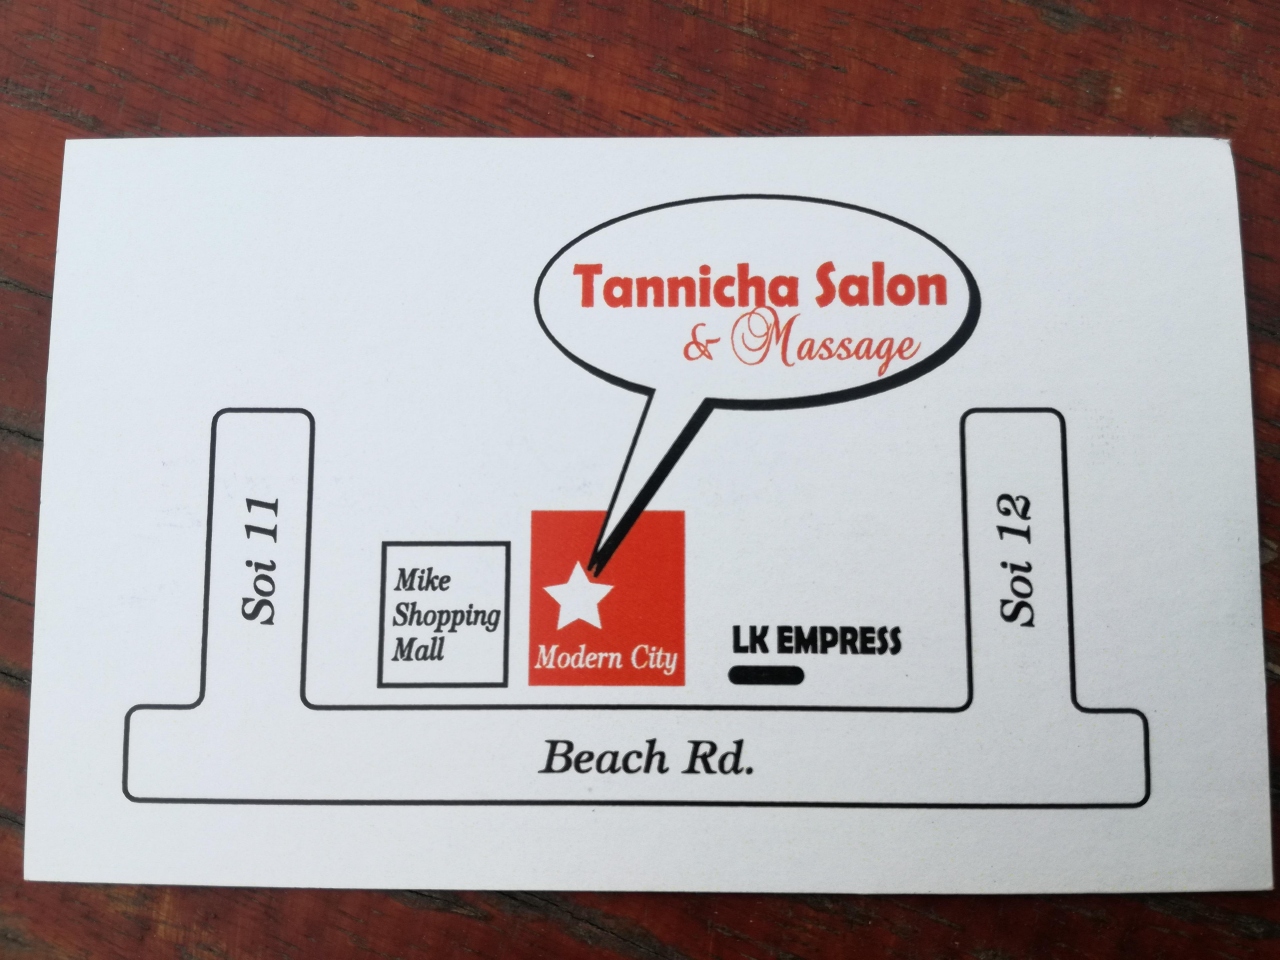 Tannicha Salon
& Massage
Soi 11
Soi 12
Mike
Shopping
Mall
Modern City
LK EMPRESS
Beach Rd.